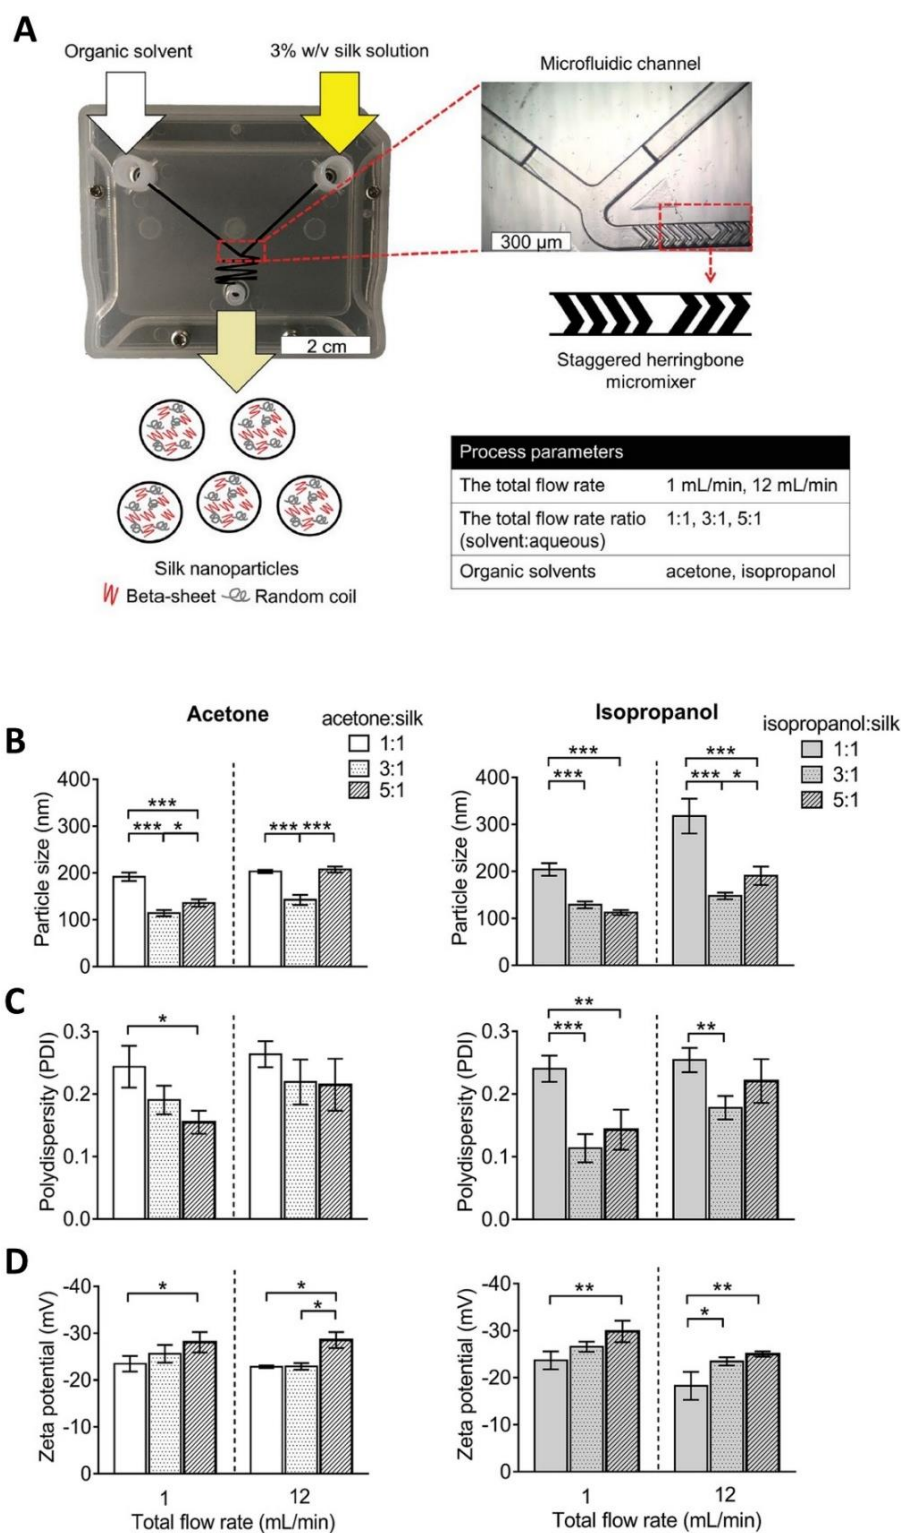 A
Organic solvent
3% w/v silk solution
Microfluidic channel
300 µm
2 cm
Staggered herringbone
micromixer
Silk nanoparticles
Beta-sheet
Random coil
Process parameters
The total flow rate 1 mL/min, 12 mL/min
The total flow rate ratio 1:1, 3:1, 5:1
(solvent:aqueous)
Organic solvents acetone, isopropanol
B
Acetone
acetone:silk
1:1
3:1
5:1
Particle size (nm)
400
300
200
100
0
***
*** *
*** ***
Isopropanol
isopropanol:silk
1:1
3:1
5:1
Particle size (nm)
400
300
200
100
0
***
***
***
*** *
C
Polydispersity (PDI)
0.3
0.2
0.1
0.0
*
Polydispersity (PDI)
0.3
0.2
0.1
0.0
**
***
**
D
Zeta potential (mV)
-40
-30
-20
-10
0
*
*
*
1 12
Total flow rate (mL/min)
Zeta potential (mV)
-40
-30
-20
-10
0
**
**
*
1 12
Total flow rate (mL/min)